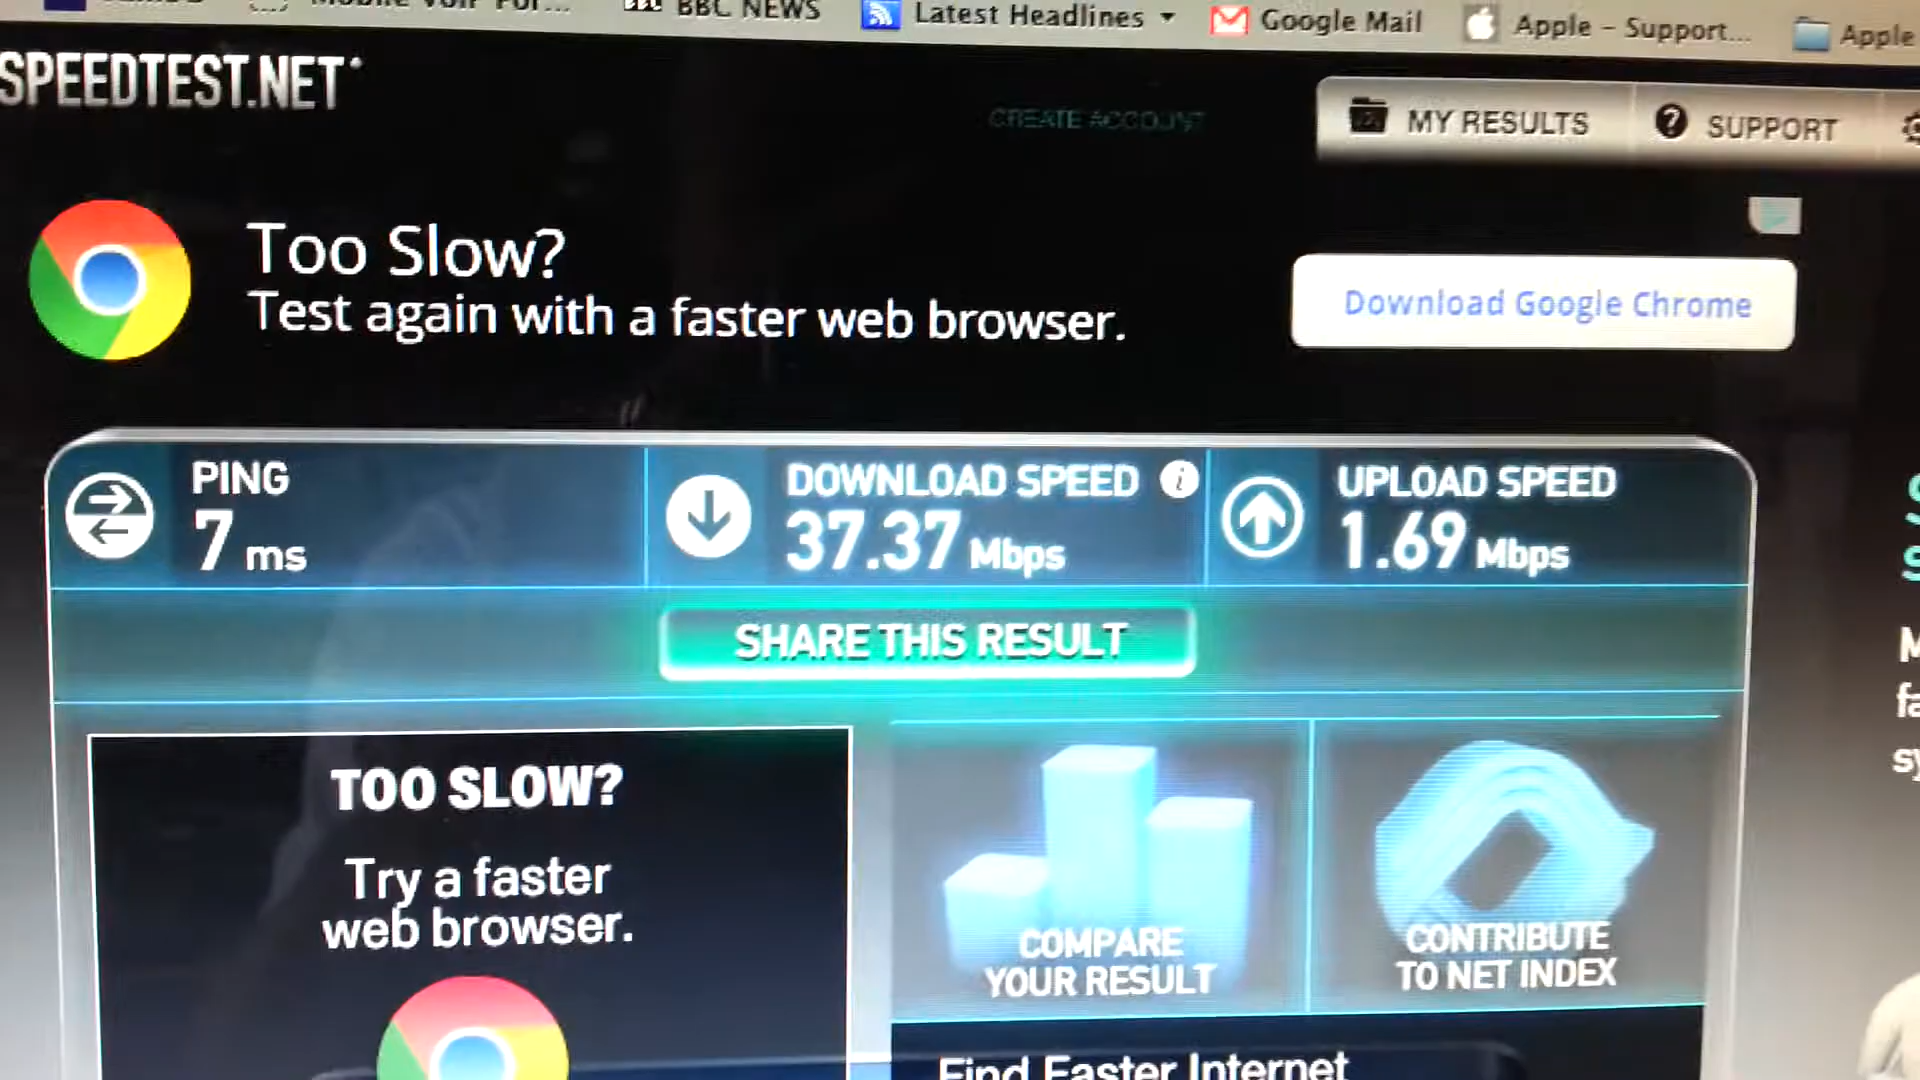 BBC NEWS
Latest Headlines
Google Mail
Apple – Support...
Apple
SPEEDTEST.NET
CREATE ACCOUNT
MY RESULTS
SUPPORT
Too Slow?
Test again with a faster web browser.
Download Google Chrome
PING
7 ms
DOWNLOAD SPEED
37.37 Mbps
UPLOAD SPEED
1.69 Mbps
SHARE THIS RESULT
TOO SLOW?
Try a faster
web browser.
COMPARE
YOUR RESULT
CONTRIBUTE
TO NET INDEX
Find Faster Internet